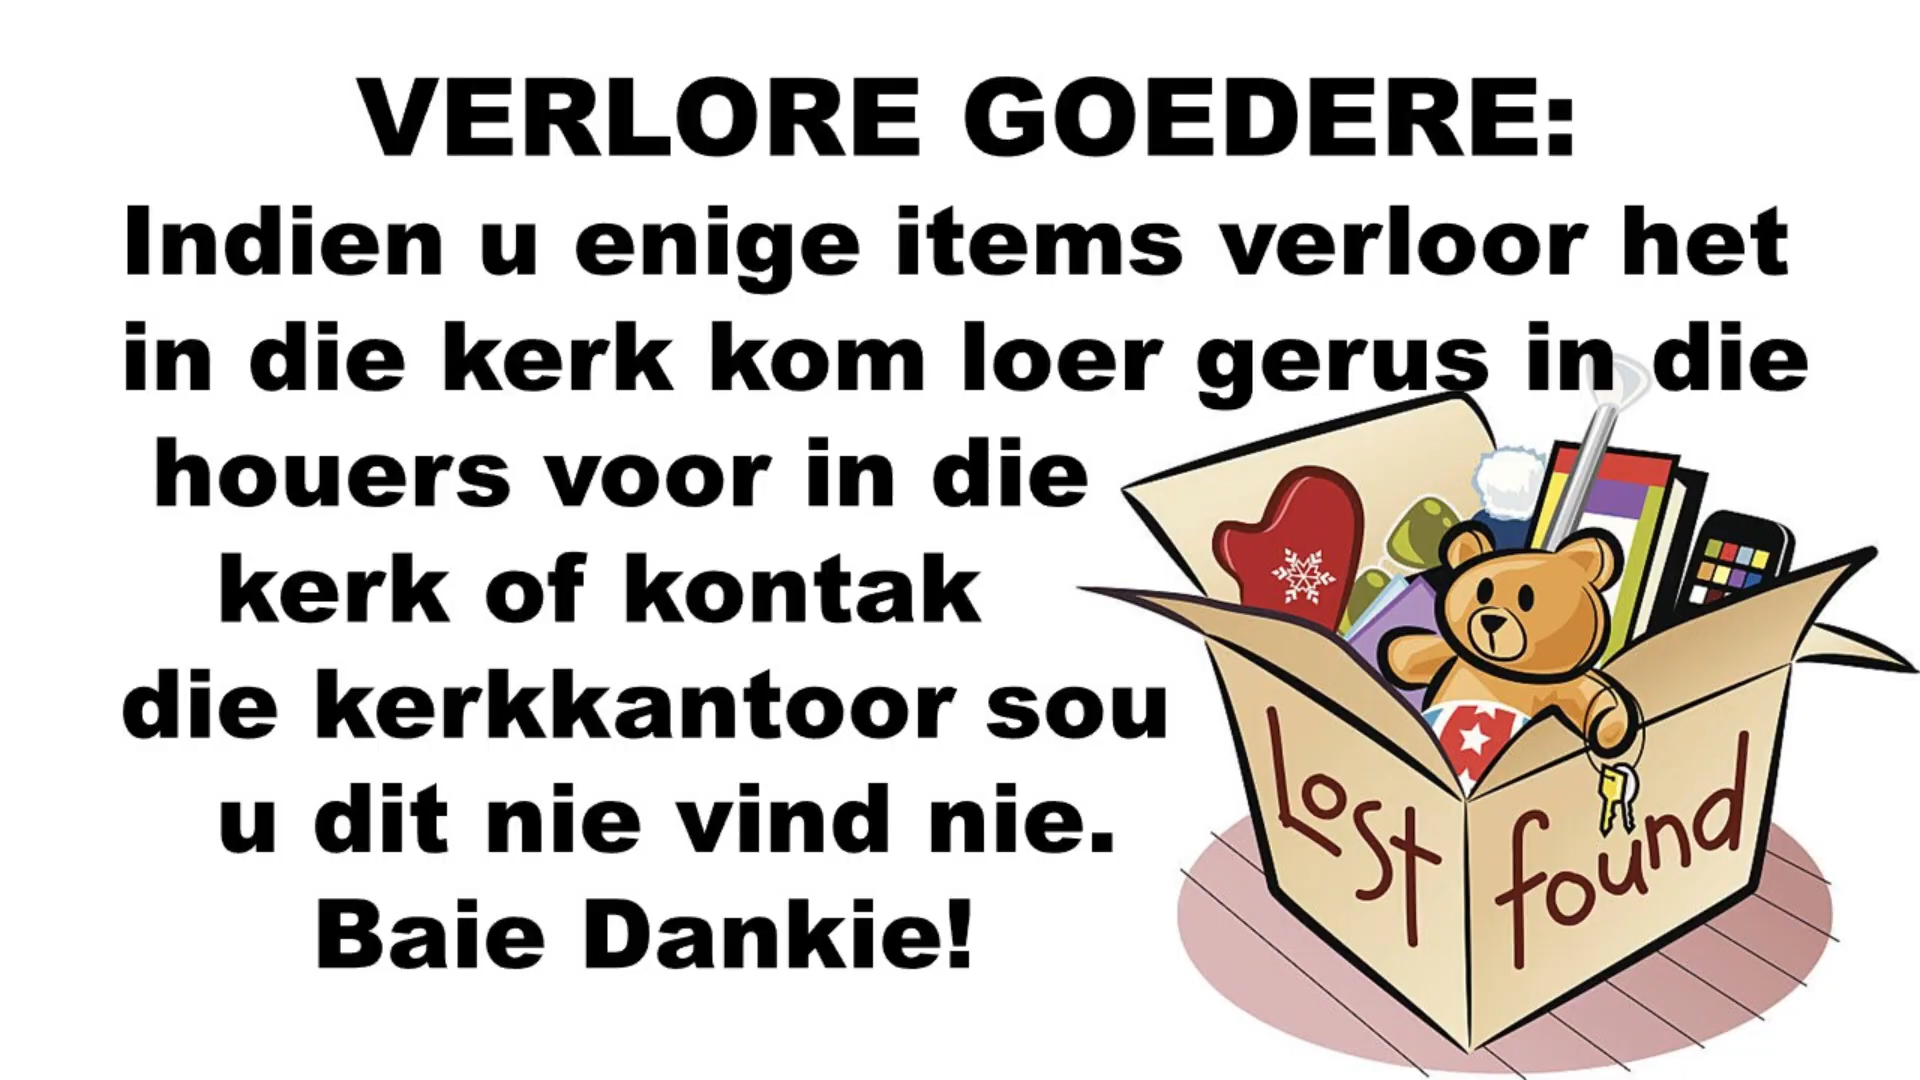 VERLORE GOEDERE:
Indien u enige items verloor het
in die kerk kom loer gerus in die
houers voor in die
kerk of kontak
die kerkkantoor sou
u dit nie vind nie.
Baie Dankie!
Lost
found